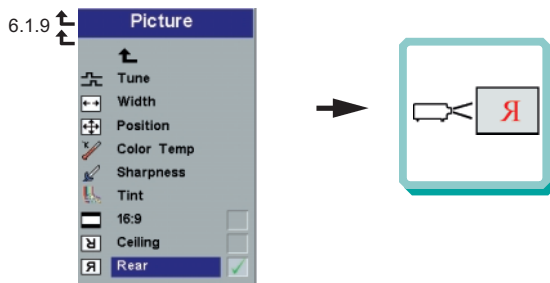 6.1.9
Picture
Tune
Width
Position
Color Temp
Sharpness
Tint
16:9
Ceiling
Rear
Я